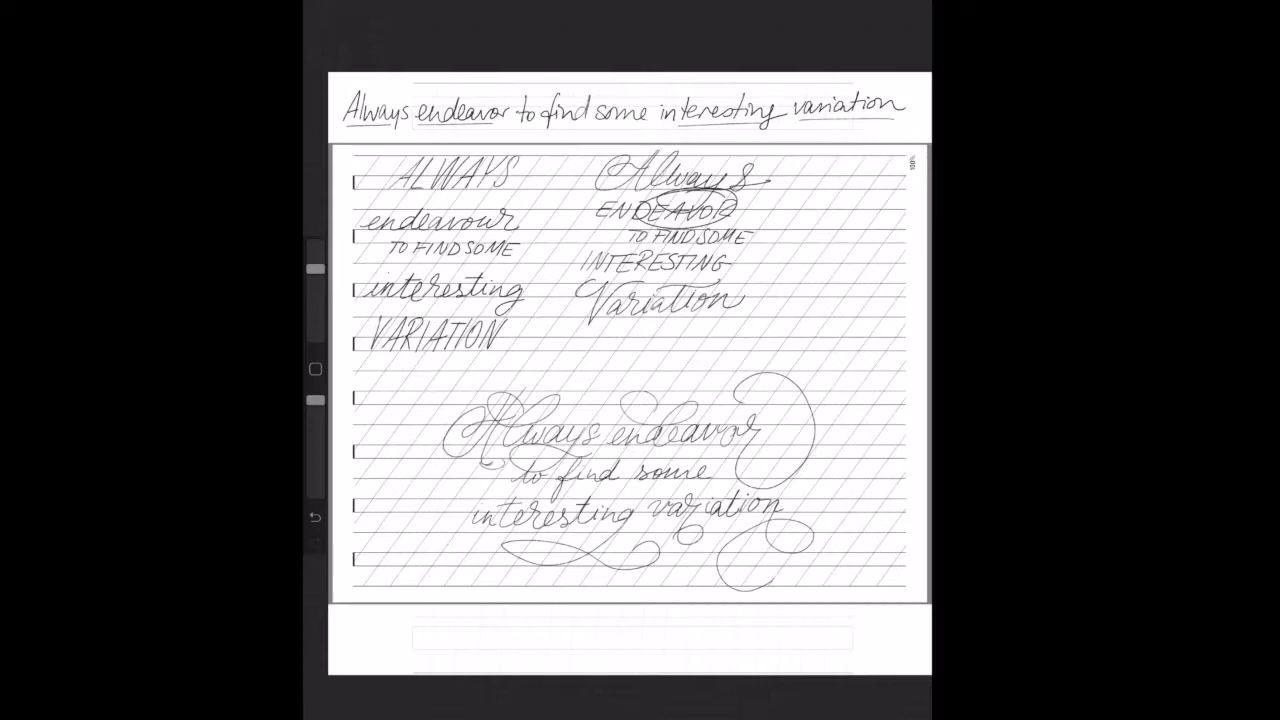 Always endeavor to find some interesting variation
100%
ALWAYS
endeavour
TO FIND SOME
interesting
VARIATION
Always
ENDEAVOR
TO FIND SOME
INTERESTING
Variation
Always endeavor
to find some
interesting variation